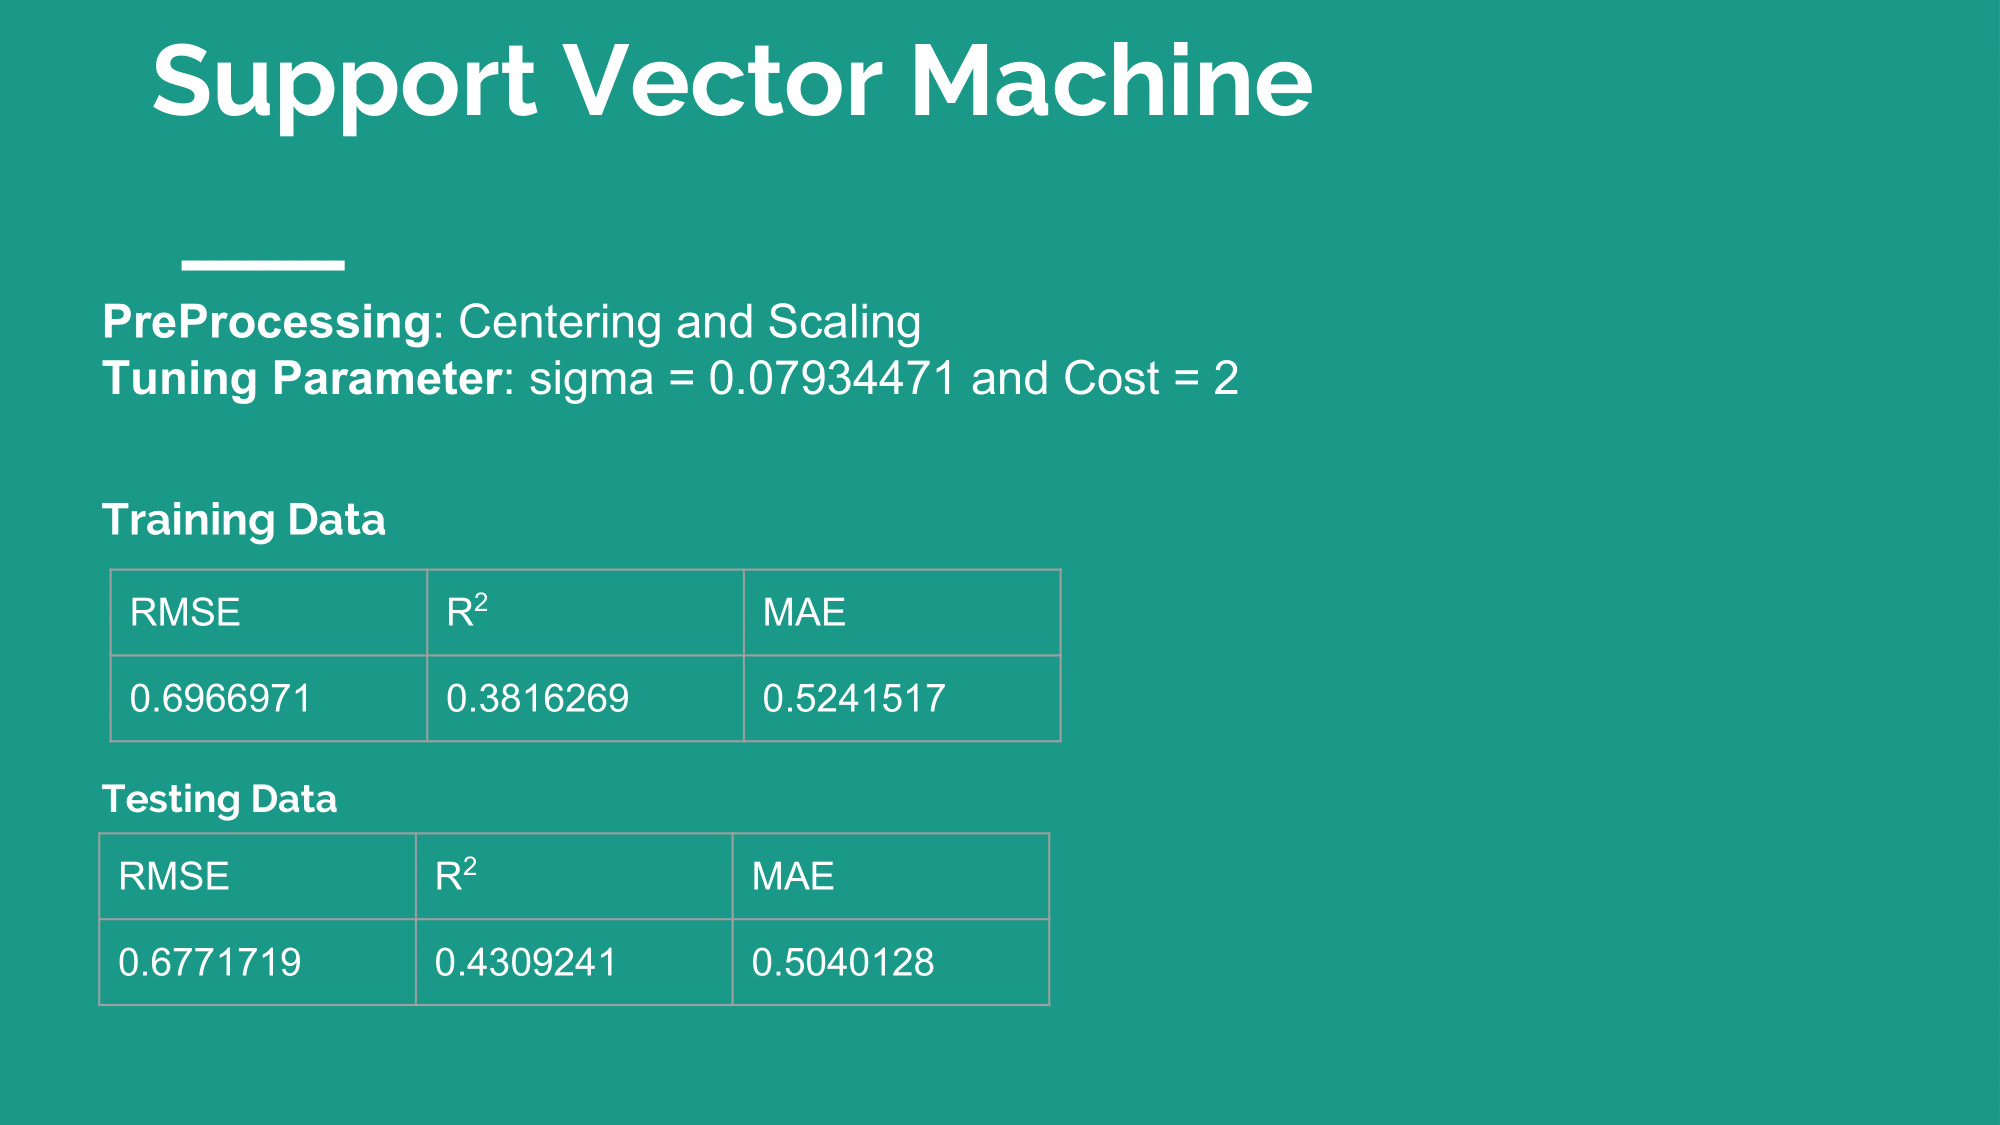 Support Vector Machine
PreProcessing: Centering and Scaling
Tuning Parameter: sigma = 0.07934471 and Cost = 2
Training Data
RMSE R² MAE
0.6966971 0.3816269 0.5241517
Testing Data
RMSE R² MAE
0.6771719 0.4309241 0.5040128